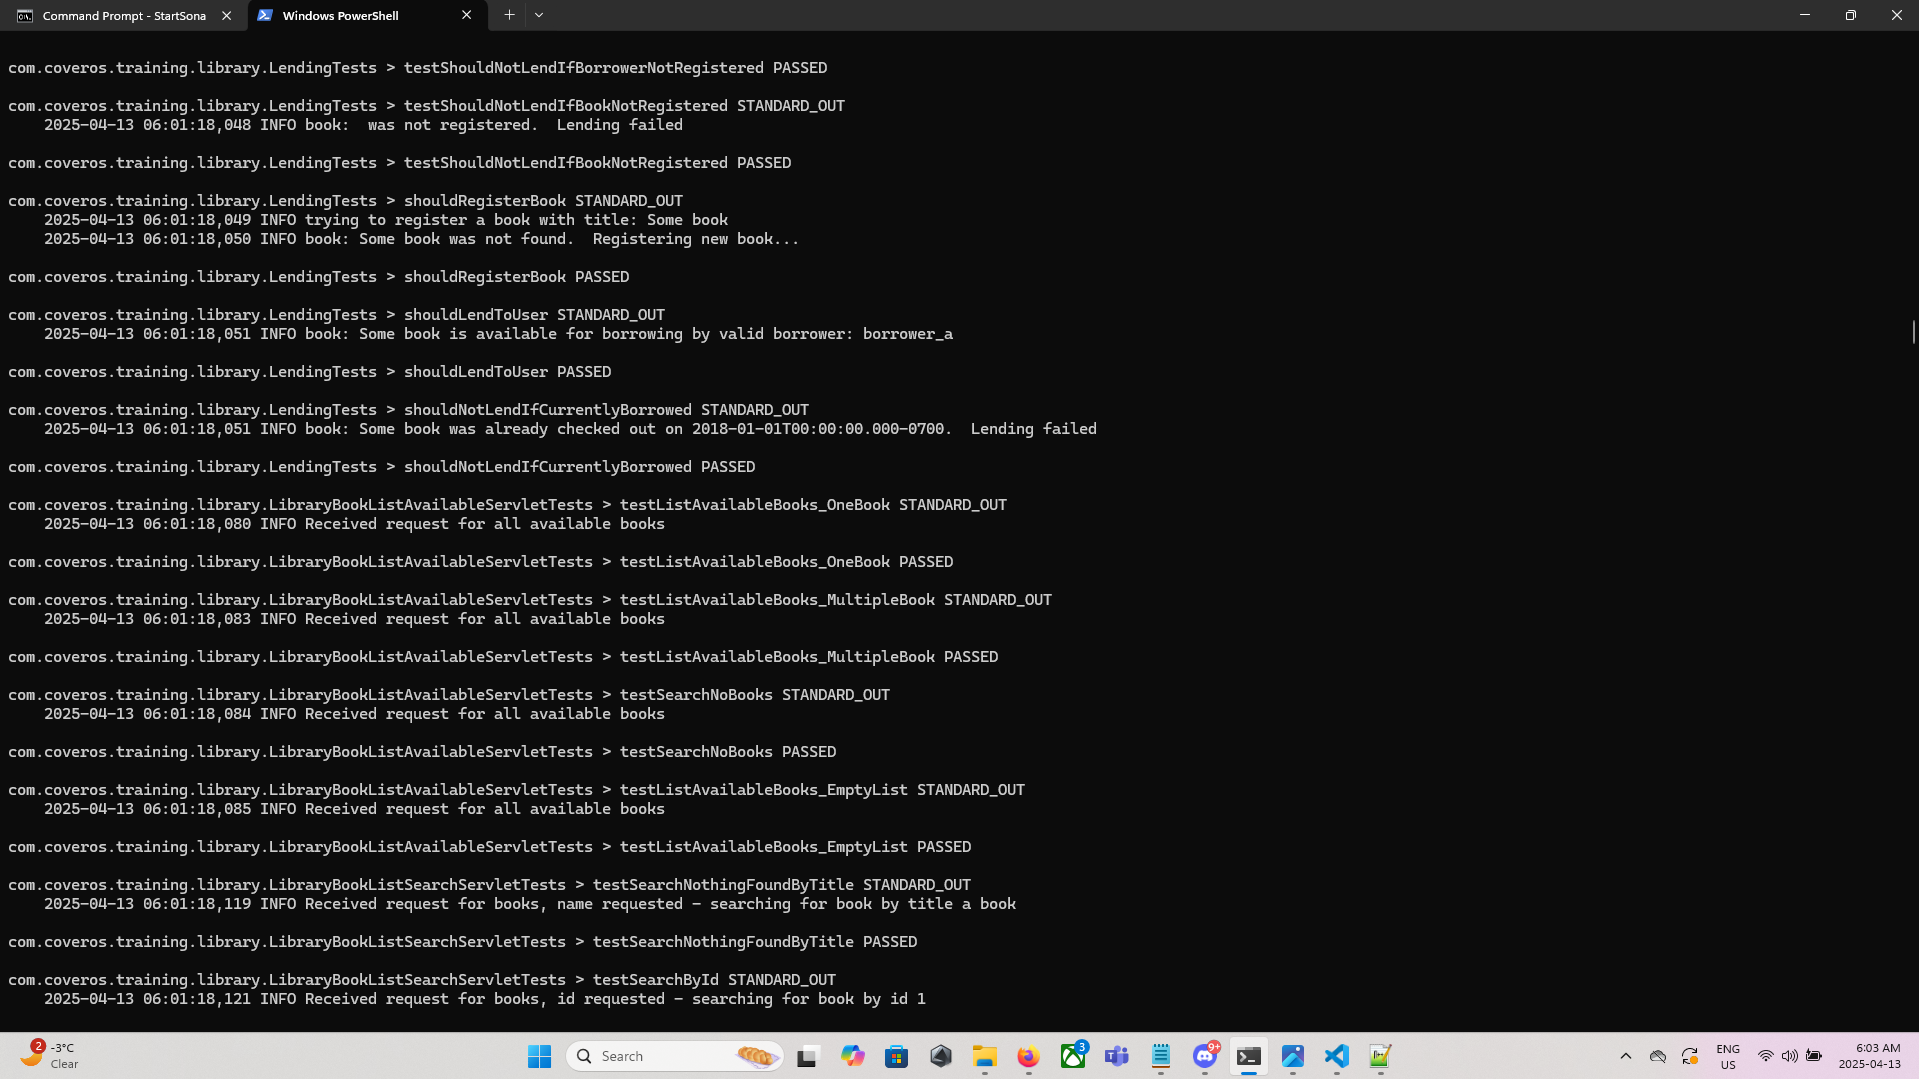 Command Prompt - StartSona
Windows PowerShell
com.coveros.training.library.LendingTests > testShouldNotLendIfBorrowerNotRegistered PASSED
com.coveros.training.library.LendingTests > testShouldNotLendIfBookNotRegistered STANDARD_OUT
2025-04-13 06:01:18,048 INFO book:  was not registered.  Lending failed
com.coveros.training.library.LendingTests > testShouldNotLendIfBookNotRegistered PASSED
com.coveros.training.library.LendingTests > shouldRegisterBook STANDARD_OUT
2025-04-13 06:01:18,049 INFO trying to register a book with title: Some book
2025-04-13 06:01:18,050 INFO book: Some book was not found.  Registering new book...
com.coveros.training.library.LendingTests > shouldRegisterBook PASSED
com.coveros.training.library.LendingTests > shouldLendToUser STANDARD_OUT
2025-04-13 06:01:18,051 INFO book: Some book is available for borrowing by valid borrower: borrower_a
com.coveros.training.library.LendingTests > shouldLendToUser PASSED
com.coveros.training.library.LendingTests > shouldNotLendIfCurrentlyBorrowed STANDARD_OUT
2025-04-13 06:01:18,051 INFO book: Some book was already checked out on 2018-01-01T00:00:00.000-0700.  Lending failed
com.coveros.training.library.LendingTests > shouldNotLendIfCurrentlyBorrowed PASSED
com.coveros.training.library.LibraryBookListAvailableServletTests > testListAvailableBooks_OneBook STANDARD_OUT
2025-04-13 06:01:18,080 INFO Received request for all available books
com.coveros.training.library.LibraryBookListAvailableServletTests > testListAvailableBooks_OneBook PASSED
com.coveros.training.library.LibraryBookListAvailableServletTests > testListAvailableBooks_MultipleBook STANDARD_OUT
2025-04-13 06:01:18,083 INFO Received request for all available books
com.coveros.training.library.LibraryBookListAvailableServletTests > testListAvailableBooks_MultipleBook PASSED
com.coveros.training.library.LibraryBookListAvailableServletTests > testSearchNoBooks STANDARD_OUT
2025-04-13 06:01:18,084 INFO Received request for all available books
com.coveros.training.library.LibraryBookListAvailableServletTests > testSearchNoBooks PASSED
com.coveros.training.library.LibraryBookListAvailableServletTests > testListAvailableBooks_EmptyList STANDARD_OUT
2025-04-13 06:01:18,085 INFO Received request for all available books
com.coveros.training.library.LibraryBookListAvailableServletTests > testListAvailableBooks_EmptyList PASSED
com.coveros.training.library.LibraryBookListSearchServletTests > testSearchNothingFoundByTitle STANDARD_OUT
2025-04-13 06:01:18,119 INFO Received request for books, name requested - searching for book by title a book
com.coveros.training.library.LibraryBookListSearchServletTests > testSearchNothingFoundByTitle PASSED
com.coveros.training.library.LibraryBookListSearchServletTests > testSearchById STANDARD_OUT
2025-04-13 06:01:18,121 INFO Received request for books, id requested - searching for book by id 1
2
-3°C
Clear
Search
3
9+
ENG
US
6:03 AM
2025-04-13